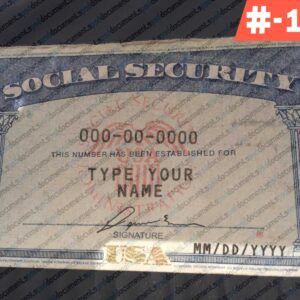 #-1
SOCIAL SECURITY
000-00-0000
THIS NUMBER HAS BEEN ESTABLISHED FOR
TYPE YOUR
NAME
SIGNATURE
USA
MM/DD/YYYY